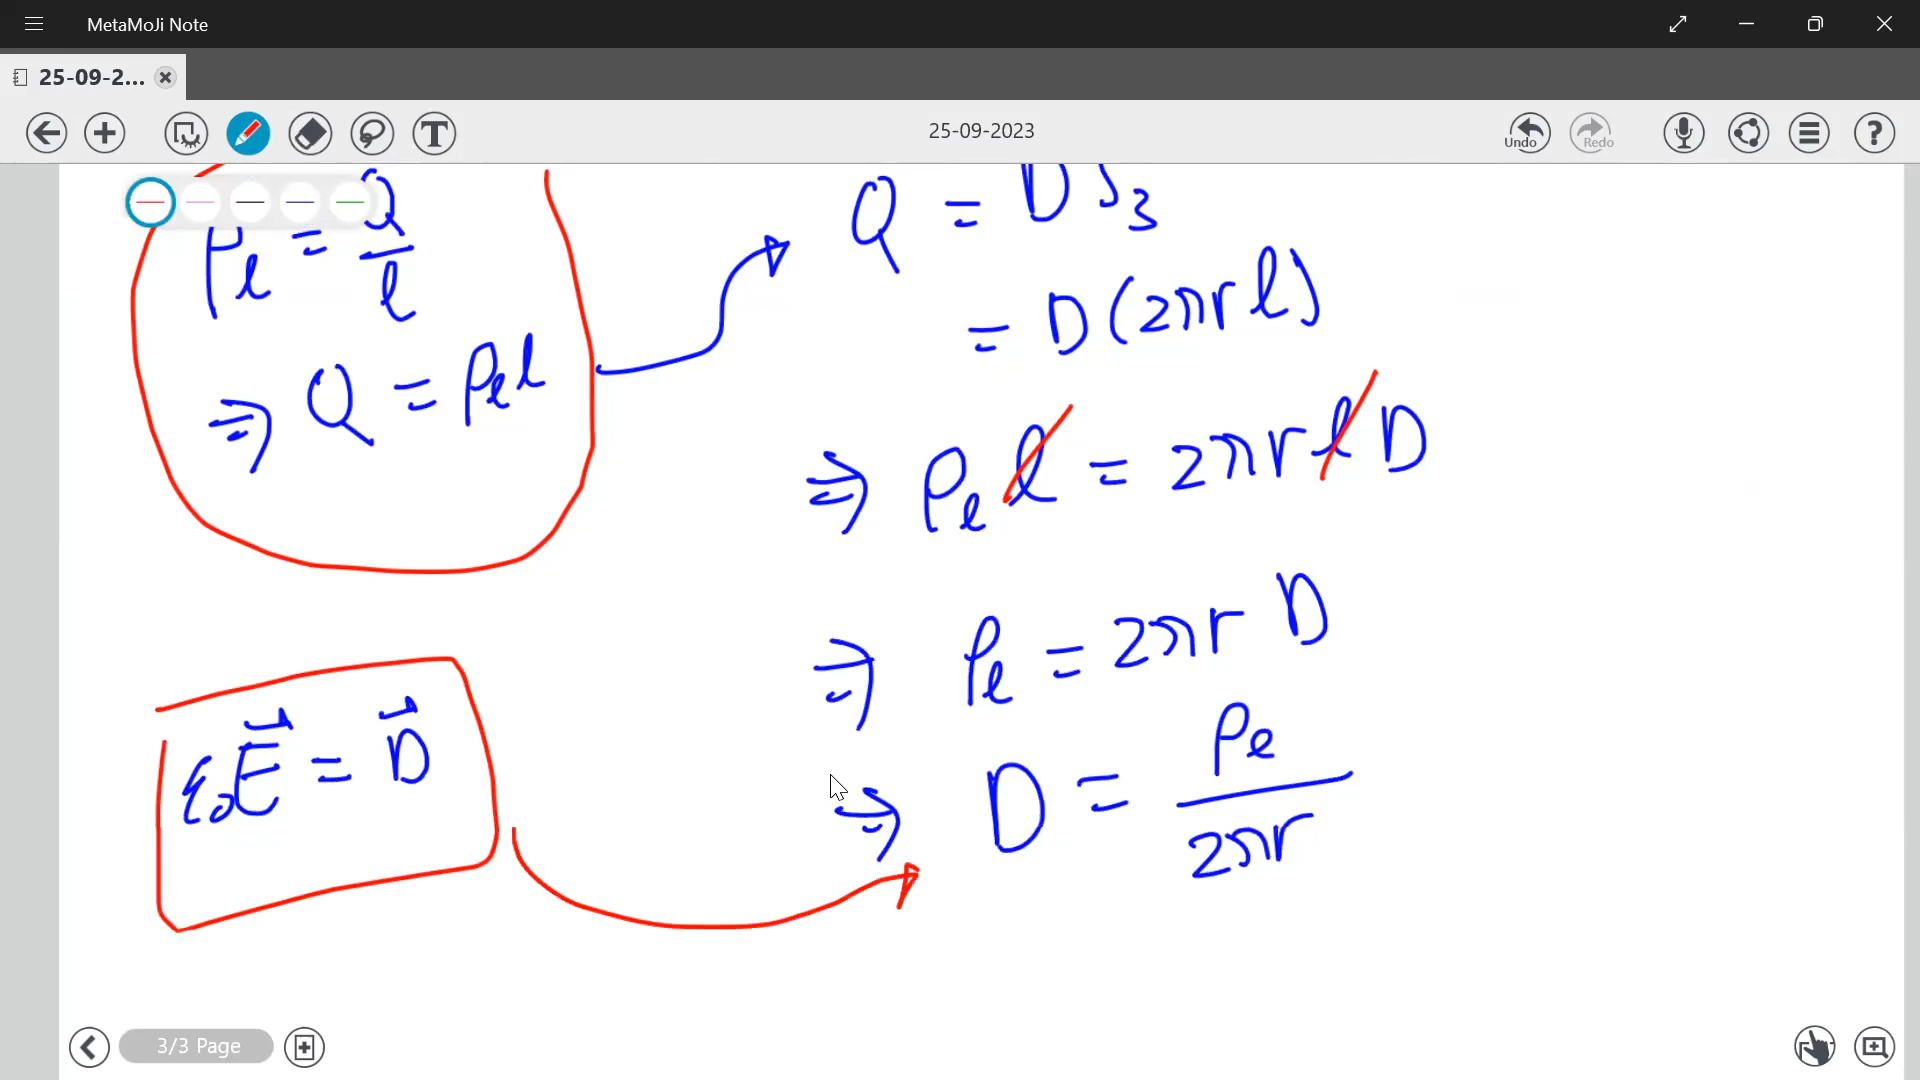 MetaMoJi Note
25-09-2...
25-09-2023
Undo
Redo
T
?
ρℓ = Q/ℓ
⇒ Q = ρℓ ℓ
Q = D S3
= D (2πrℓ)
⇒ ρℓ ℓ = 2πrℓ D
⇒ ρℓ = 2πr D
ε0E⃗ = D⃗
⇒ D = ρℓ/2πr
3/3 Page